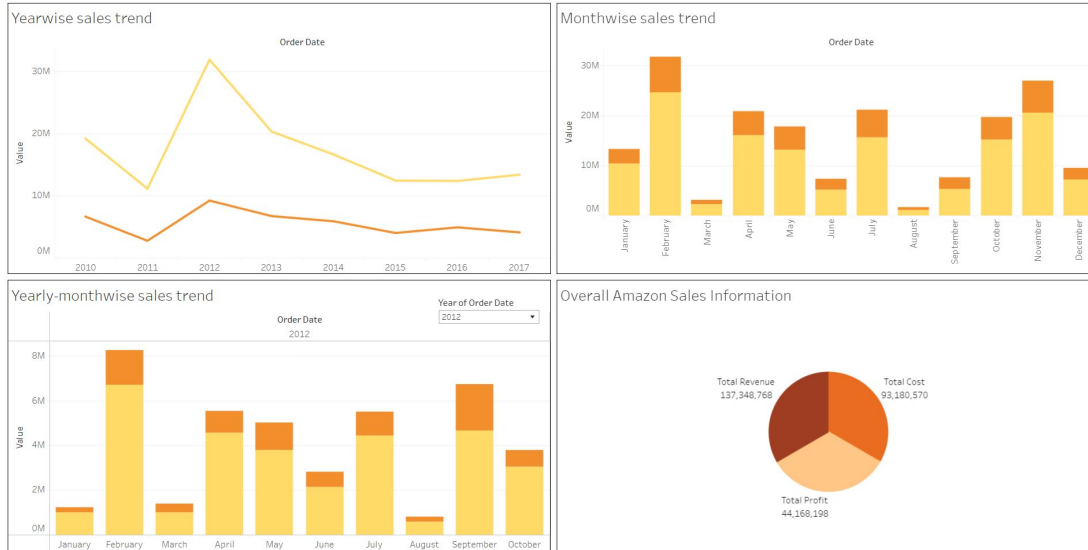 Yearwise sales trend
Order Date
Value
30M
20M
10M
0M
2010 2011 2012 2013 2014 2015 2016 2017
Monthwise sales trend
Order Date
Value
30M
20M
10M
0M
January February March April May June July August September October November December
Yearly-monthwise sales trend
Year of Order Date
2012
Order Date
2012
Value
8M
6M
4M
2M
0M
January February March April May June July August September October
Overall Amazon Sales Information
Total Revenue
137,348,768
Total Cost
93,180,570
Total Profit
44,168,198